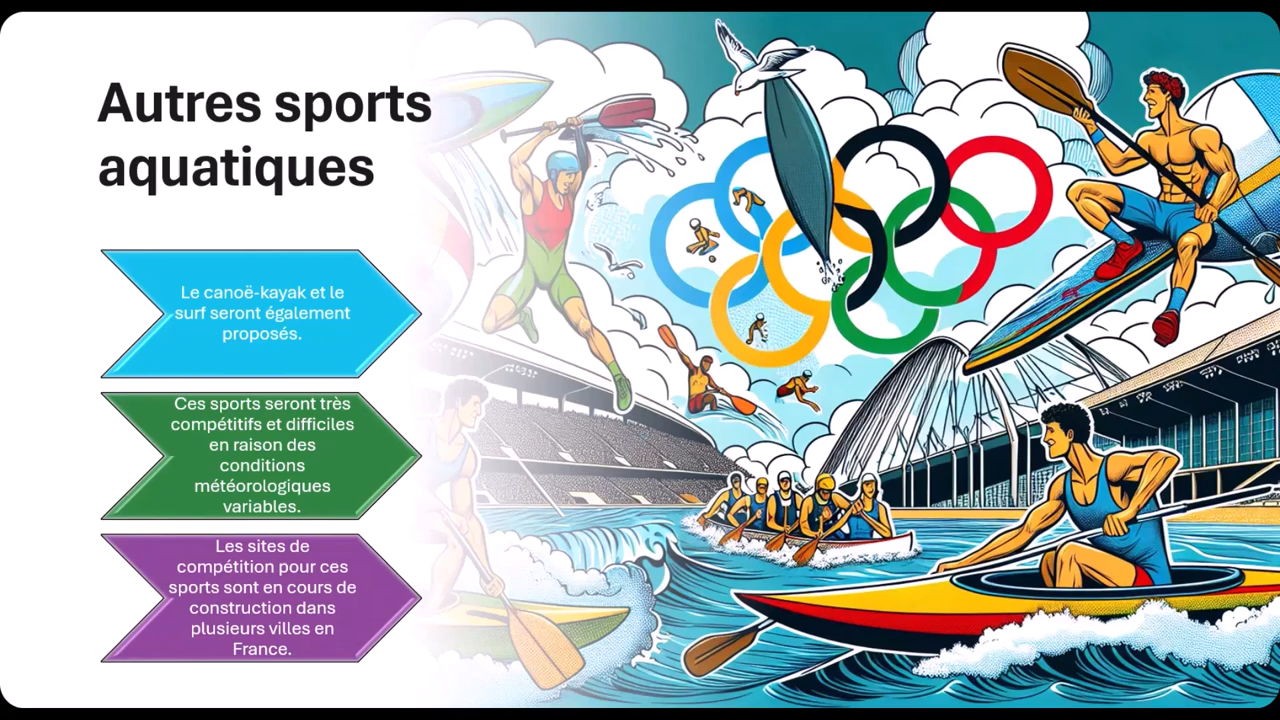 Autres sports
aquatiques
Le canoë-kayak et le
surf seront également
proposés.
Ces sports seront très
compétitifs et difficiles
en raison des
conditions
météorologiques
variables.
Les sites de
compétition pour ces
sports sont en cours de
construction dans
plusieurs villes en
France.